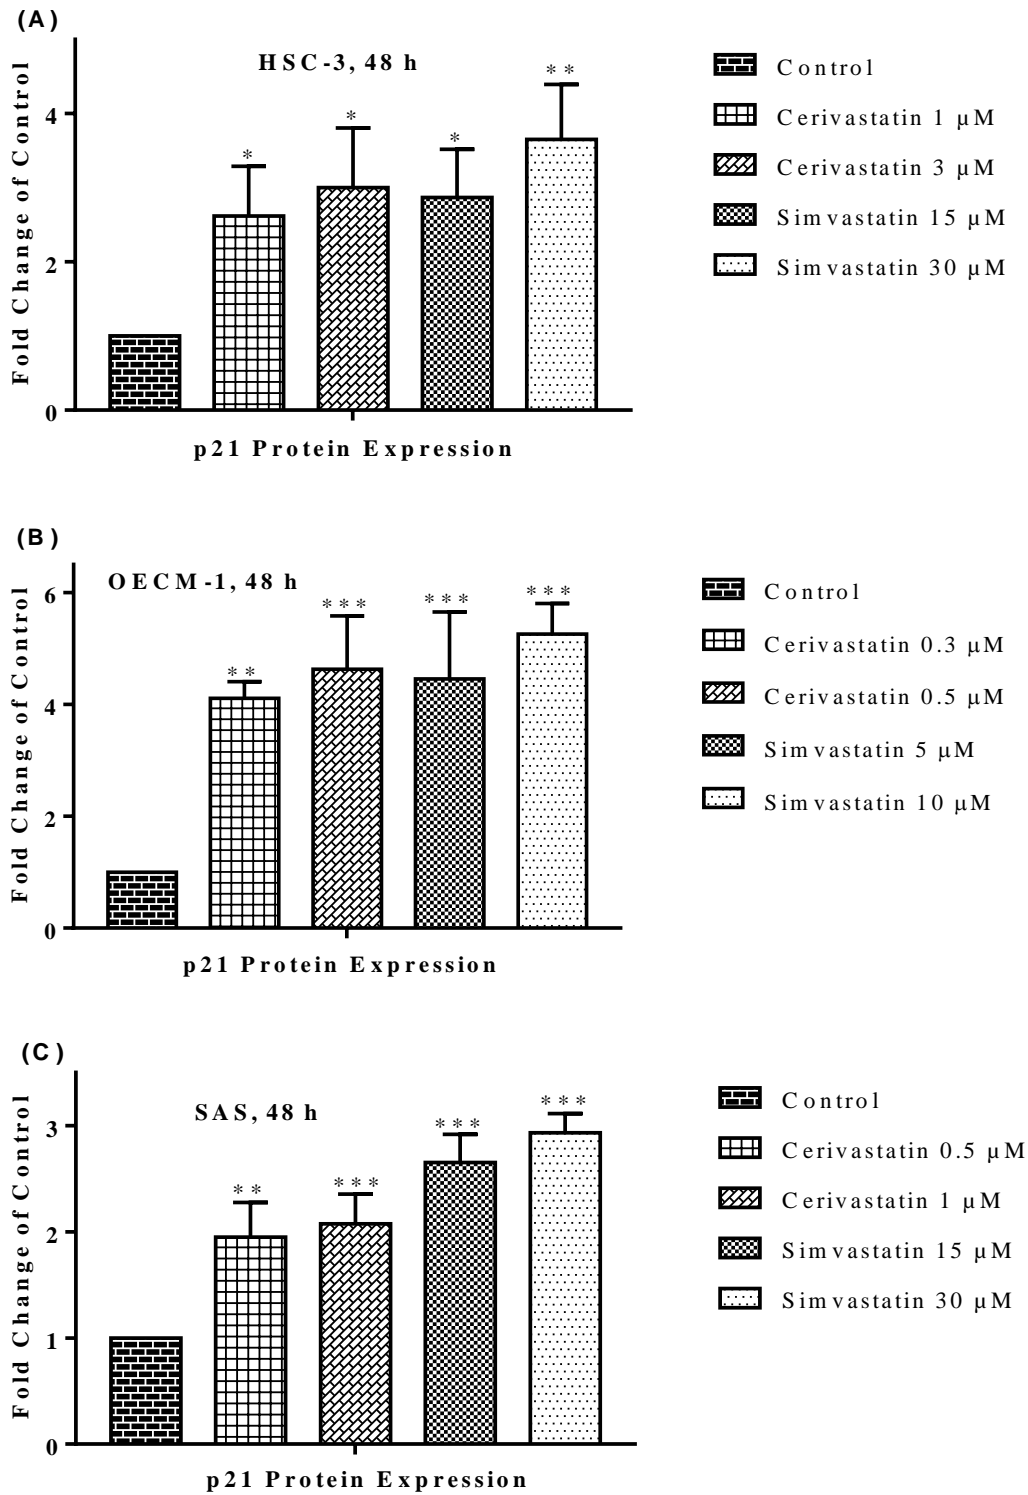 (A)
HSC-3, 48 h
Fold Change of Control
4
2
0
*
*
*
**
p21 Protein Expression
Control
Cerivastatin 1 µM
Cerivastatin 3 µM
Simvastatin 15 µM
Simvastatin 30 µM
(B)
OECM-1, 48 h
Fold Change of Control
6
4
2
0
**
***
***
***
p21 Protein Expression
Control
Cerivastatin 0.3 µM
Cerivastatin 0.5 µM
Simvastatin 5 µM
Simvastatin 10 µM
(C)
SAS, 48 h
Fold Change of Control
3
2
1
0
**
***
***
***
p21 Protein Expression
Control
Cerivastatin 0.5 µM
Cerivastatin 1 µM
Simvastatin 15 µM
Simvastatin 30 µM